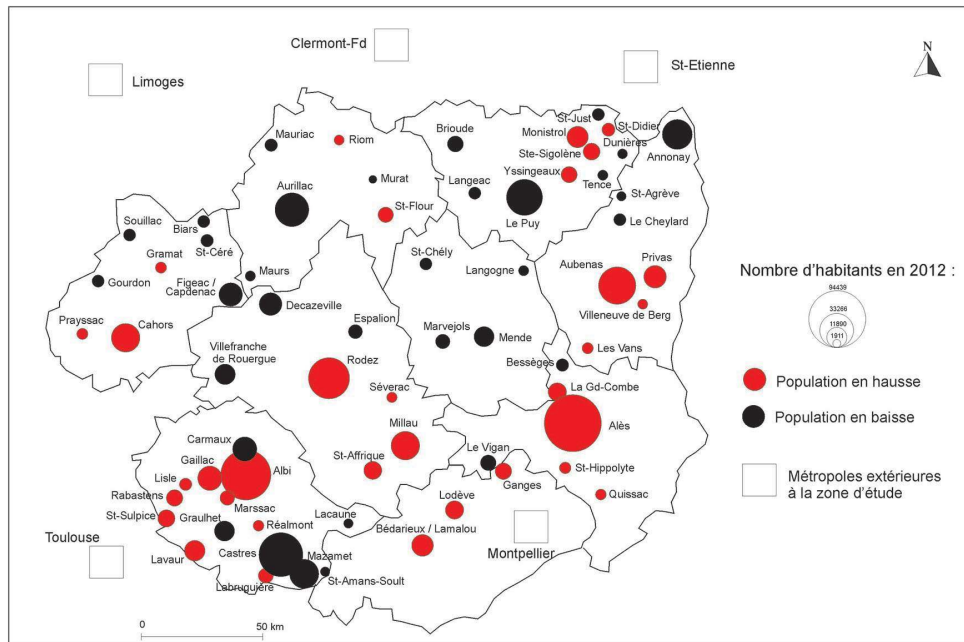 Clermont-Fd
St-Etienne
N
Limoges
St-Just
St-Didier
Mauriac
Riom
Brioude
Monistrol
Dunières
Ste-Sigolène
Annonay
Aurillac
Murat
Langeac
Yssingeaux
Tence
St-Agrève
Souillac
Biars
St-Flour
Le Puy
Le Cheylard
St-Céré
Gramat
St-Chély
Langogne
Aubenas
Privas
Gourdon
Maurs
Figeac /
Capdenac
Decazeville
Villeneuve de Berg
Prayssac
Cahors
Espalion
Marvejols
Mende
Villefranche
de Rouergue
Rodez
Bessèges
Les Vans
Séverac
La Gd-Combe
Millau
Alès
Carmaux
St-Affrique
Le Vigan
Gaillac
Albi
St-Hippolyte
Lisle
Ganges
Rabastens
Marssac
Lodève
Quissac
St-Sulpice
Graulhet
Réalmont
Lacaune
Bédarieux / Lamalou
Toulouse
Lavaur
Castres
Mazamet
Montpellier
Labruguière
St-Amans-Soult
Nombre d'habitants en 2012 :
94439
33266
11890
1911
Population en hausse
Population en baisse
Métropoles extérieures
à la zone d'étude
0 50 km